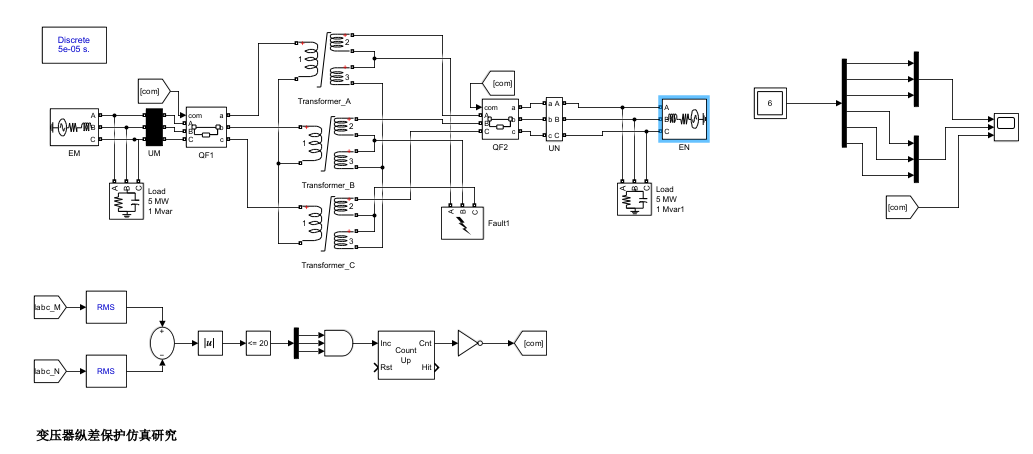 Discrete
5e-05 s.
[com]
A
B
C
EM
UM
com
A
B
C
a
b
c
QF1
A
B
C
Load
5 MW
1 Mvar
+
1
+
2
+
3
Transformer_A
+
1
+
2
+
3
Transformer_B
+
1
+
2
+
3
Transformer_C
[com]
com
A
B
C
a
b
c
QF2
a A
b B
c C
UN
A
B
C
EN
A
B
C
Load
5 MW
1 Mvar1
A
B
C
Fault1
6
[com]
Iabc_M
RMS
Iabc_N
RMS
+
−
|u|
<= 20
Inc
Cnt
Count
Up
Rst
Hit
[com]
变压器纵差保护仿真研究